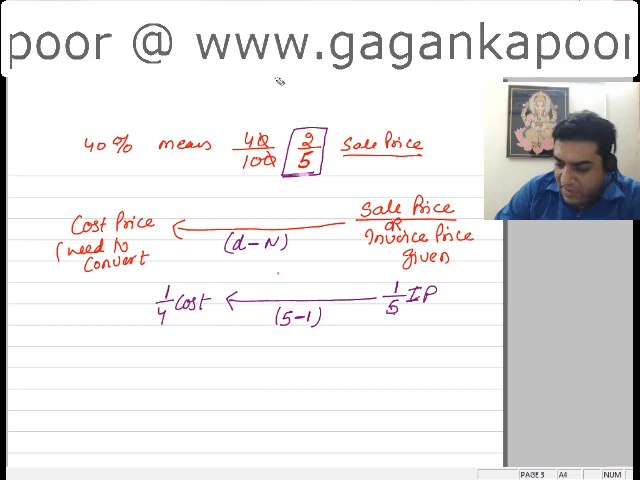 poor @ www.gagankapoor
40% means 40/100 2/5 Sale Price
Cost Price (d-N) Sale Price
or
(need to Invoice Price
Convert given
1/4 Cost (5-1) 1/5 IP
PAGE 3 A4 NUM